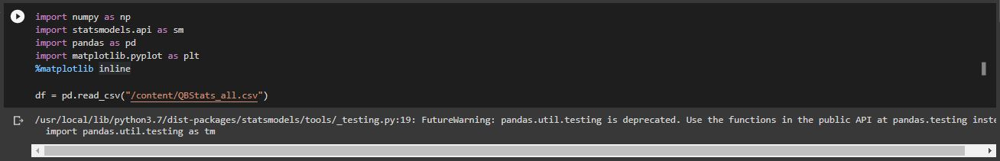 import numpy as np
import statsmodels.api as sm
import pandas as pd
import matplotlib.pyplot as plt
%matplotlib inline
df = pd.read_csv("/content/QBStats_all.csv")
/usr/local/lib/python3.7/dist-packages/statsmodels/tools/_testing.py:19: FutureWarning: pandas.util.testing is deprecated. Use the functions in the public API at pandas.testing inste
import pandas.util.testing as tm